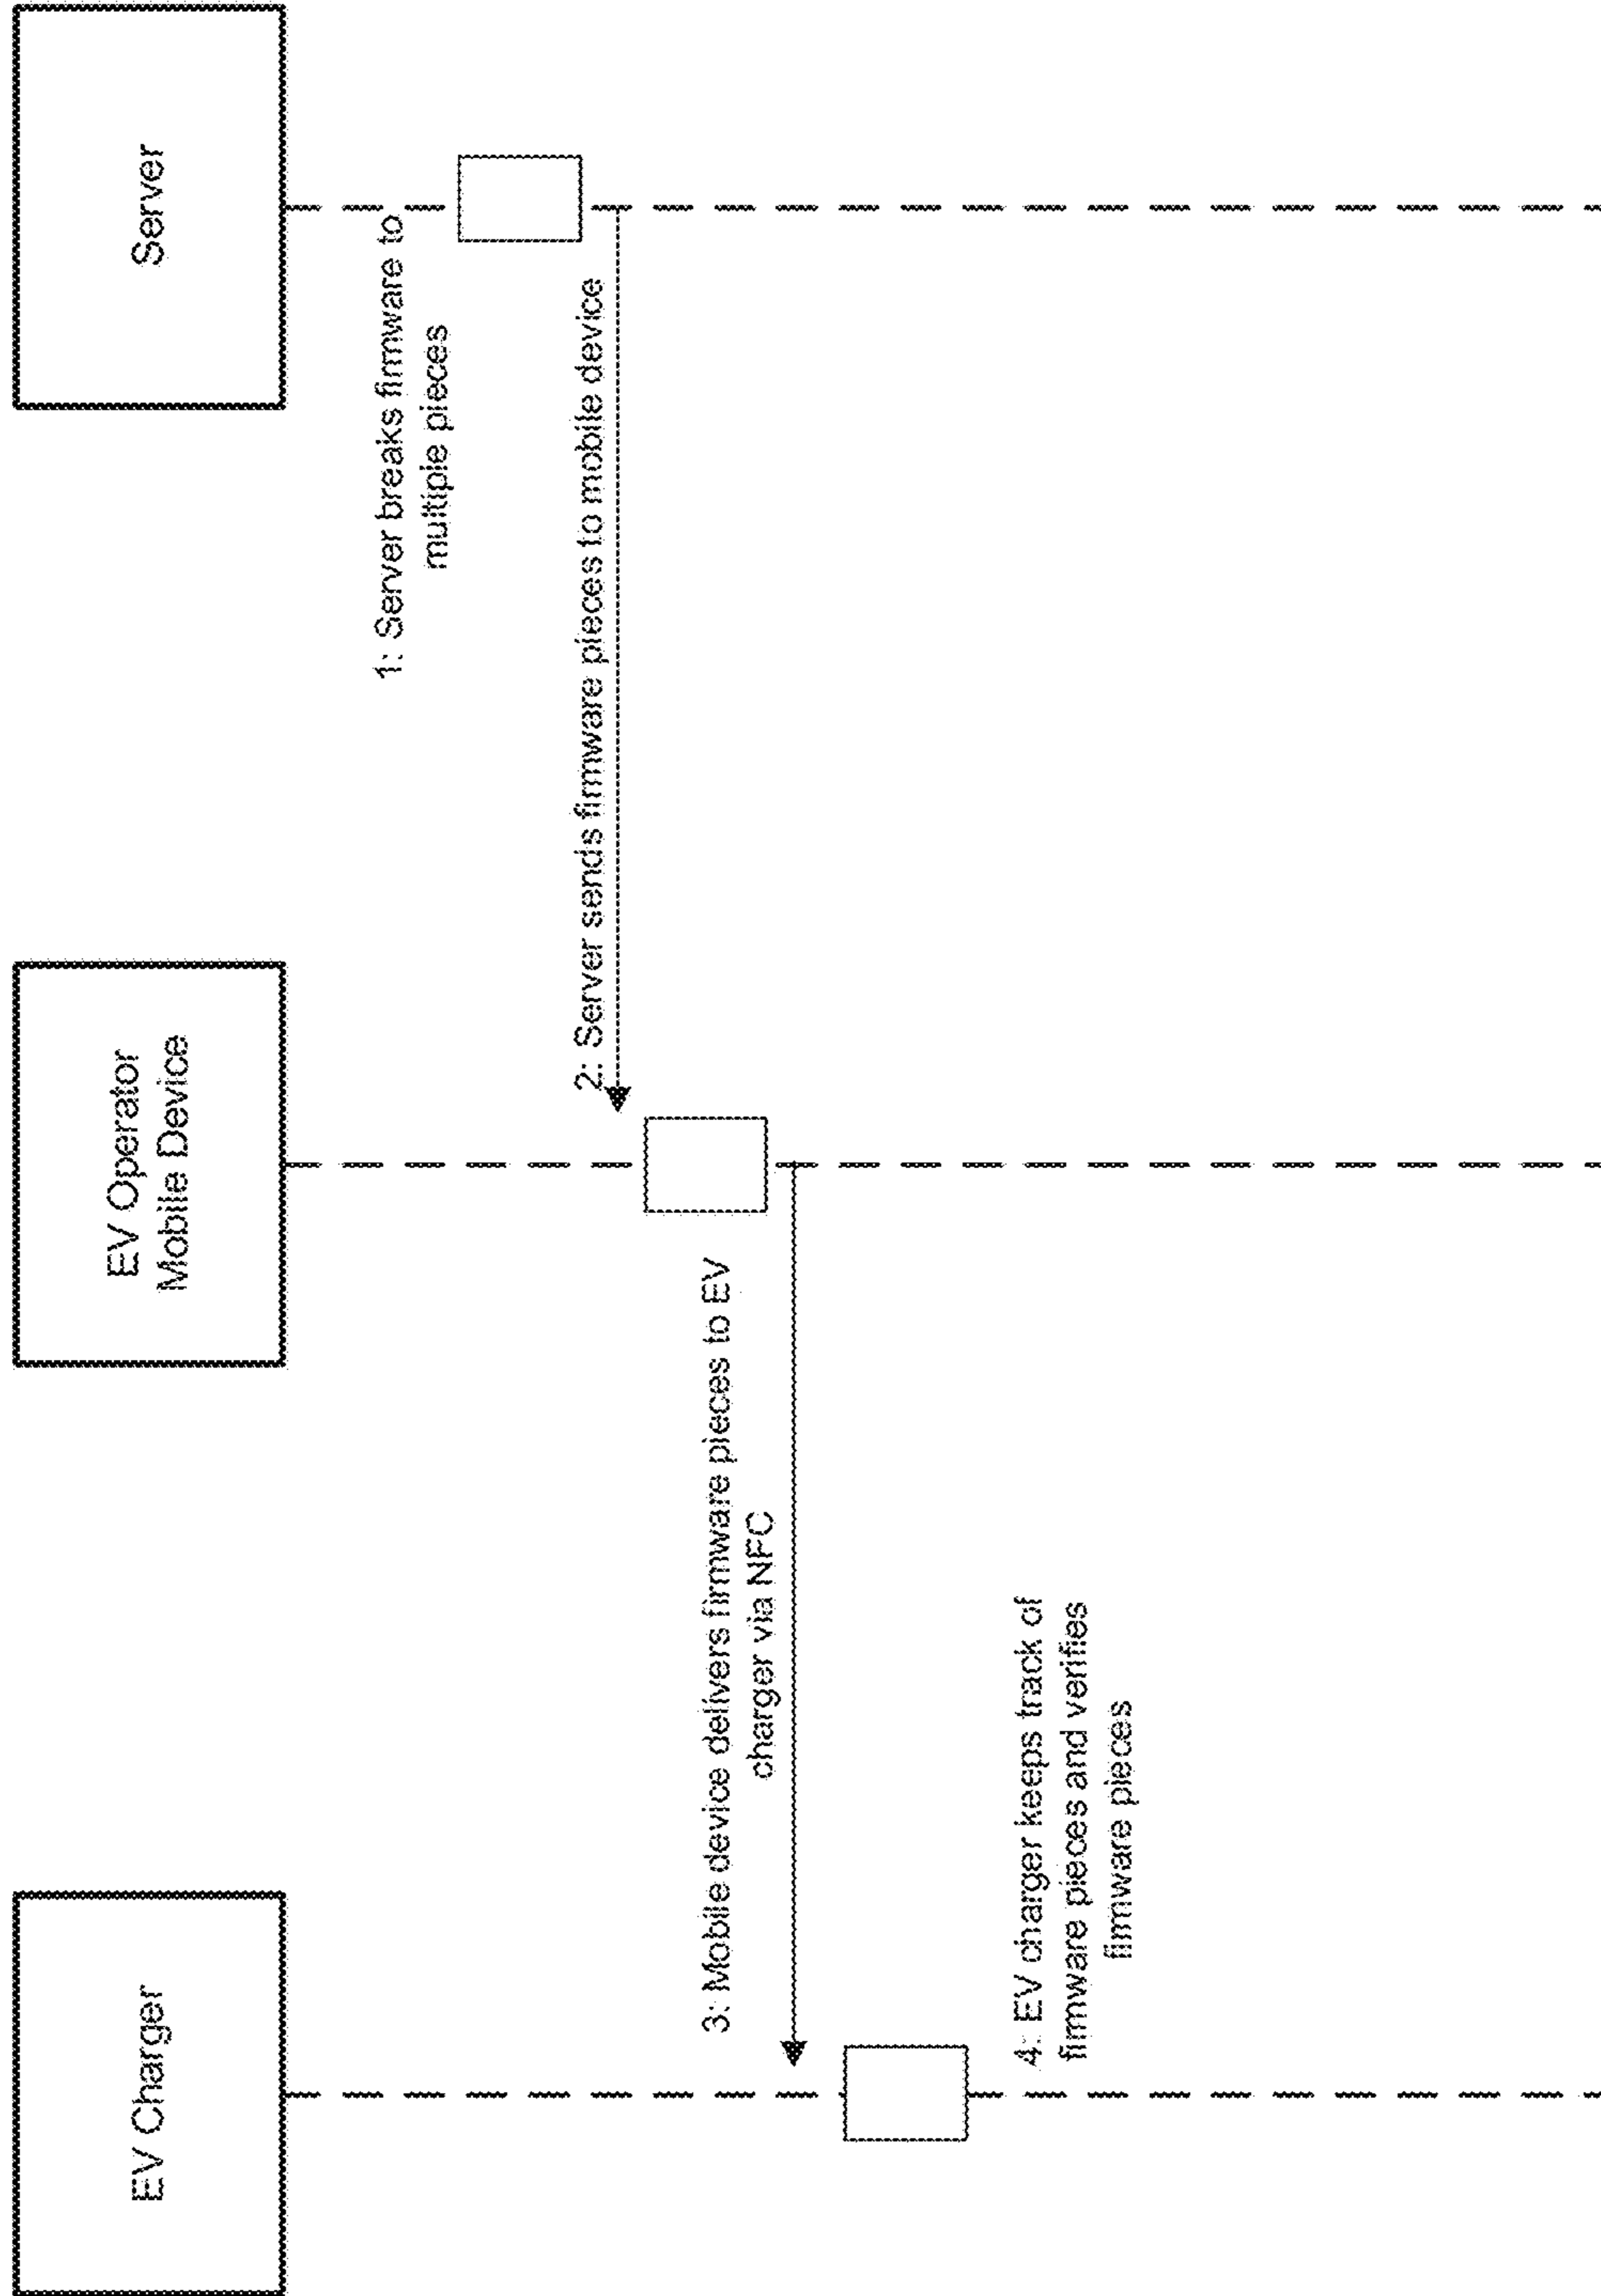 EV Charger
EV Operator
Mobile Device
Server
1: Server breaks firmware to
multiple pieces
2: Server sends firmware pieces to mobile device
3: Mobile device delivers firmware pieces to EV
charger via NFC
4: EV charger keeps track of
firmware pieces and verifies
firmware pieces